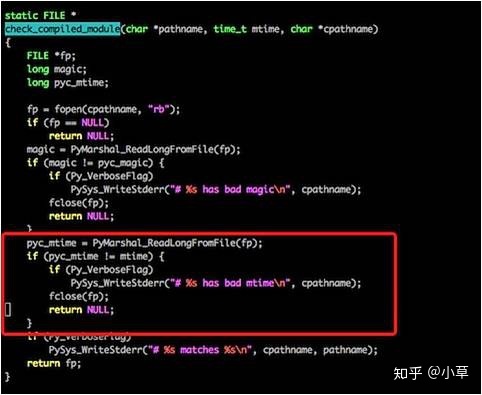 static FILE *
check_compiled_module(char *pathname, time_t mtime, char *cpathname)
{
    FILE *fp;
    long magic;
    long pyc_mtime;

    fp = fopen(cpathname, "rb");
    if (fp == NULL)
        return NULL;
    magic = PyMarshal_ReadLongFromFile(fp);
    if (magic != pyc_magic) {
        if (Py_VerboseFlag)
            PySys_WriteStderr("# %s has bad magic\n", cpathname);
        fclose(fp);
        return NULL;
    }
    pyc_mtime = PyMarshal_ReadLongFromFile(fp);
    if (pyc_mtime != mtime) {
        if (Py_VerboseFlag)
            PySys_WriteStderr("# %s has bad mtime\n", cpathname);
        fclose(fp);
        return NULL;
    }
    if (Py_VerboseFlag)
        PySys_WriteStderr("# %s matches %s\n", cpathname, pathname);
    return fp;
}
知乎 @小草